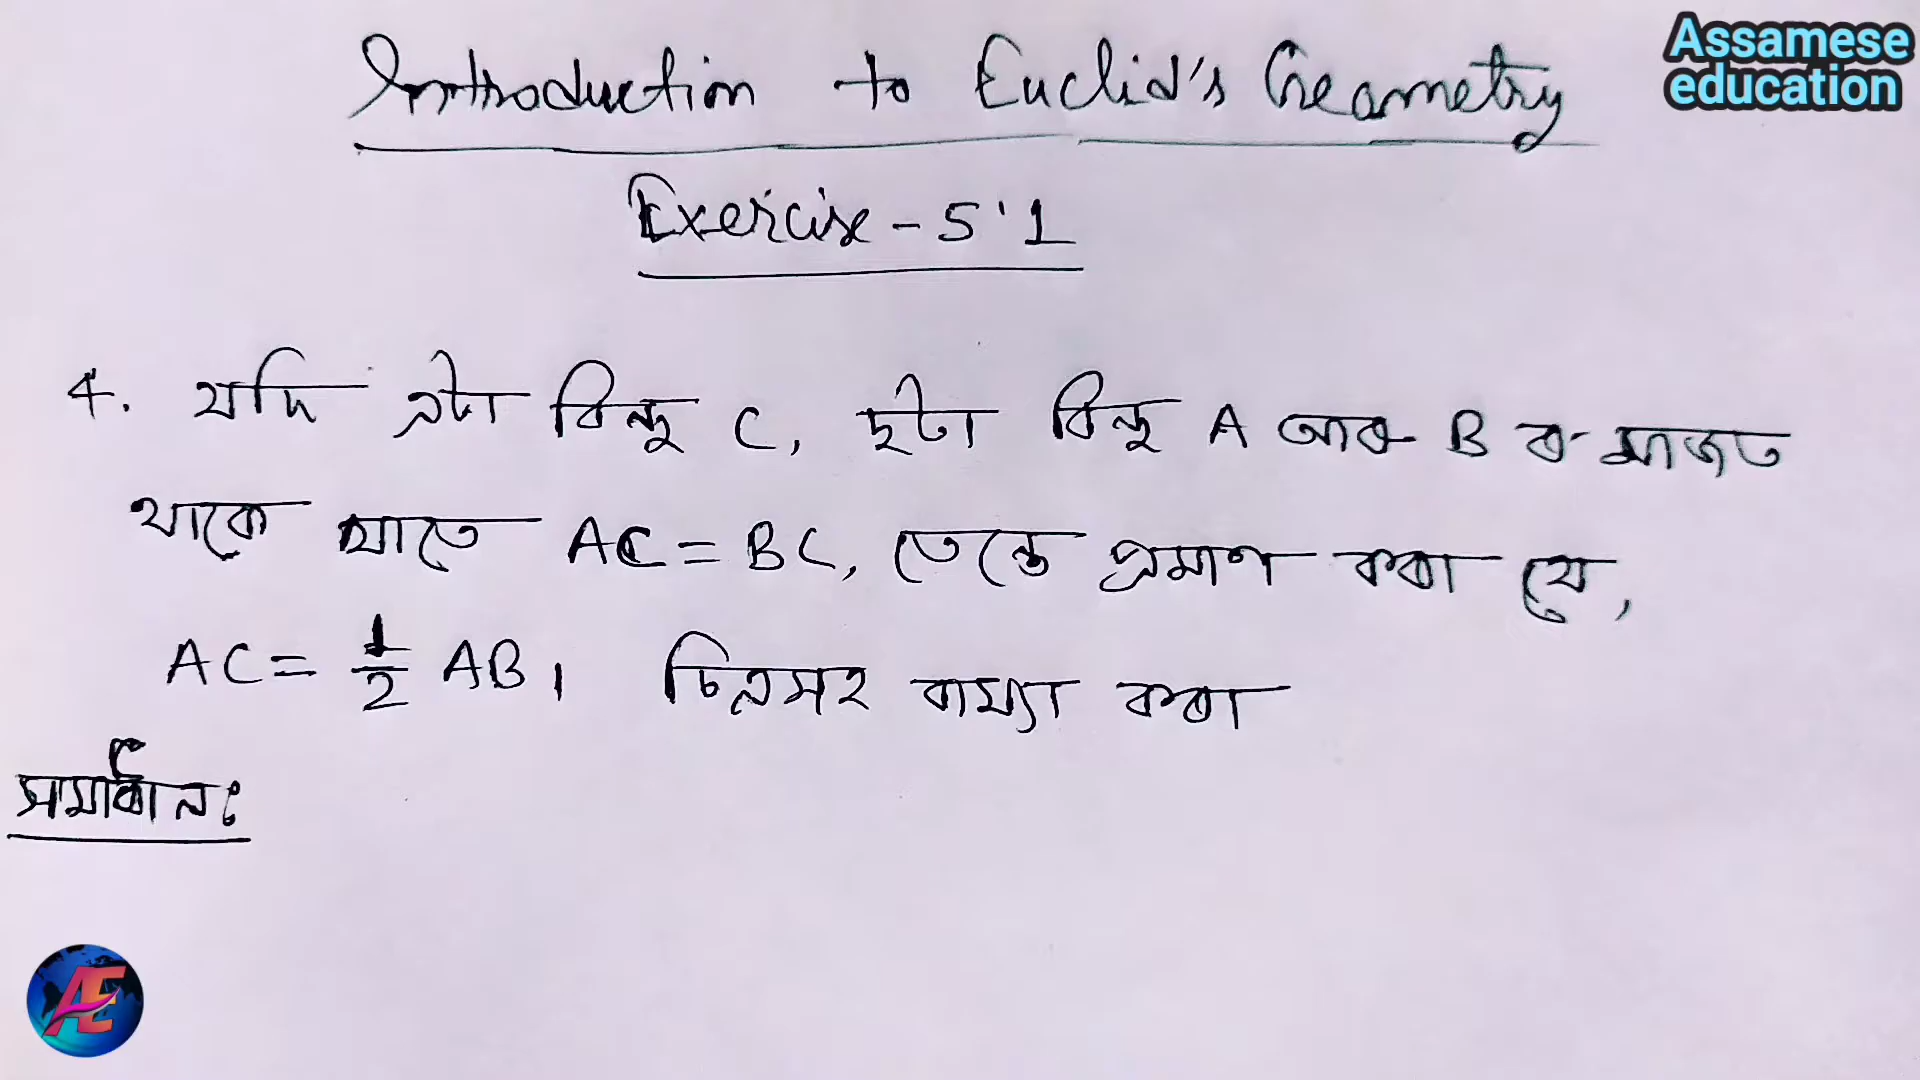 Introduction to Euclid's Geometry
Assamese
education
Exercise - 5.1
4. যদি এটা বিন্দু C, দুটা বিন্দু A আৰু B ৰ মাজত
থাকে যাতে AC = BC, তেন্তে প্ৰমাণ কৰা যে,
AC = 1/2 AB। চিত্ৰসহ ব্যাখ্যা কৰা
সমাধান:
AE